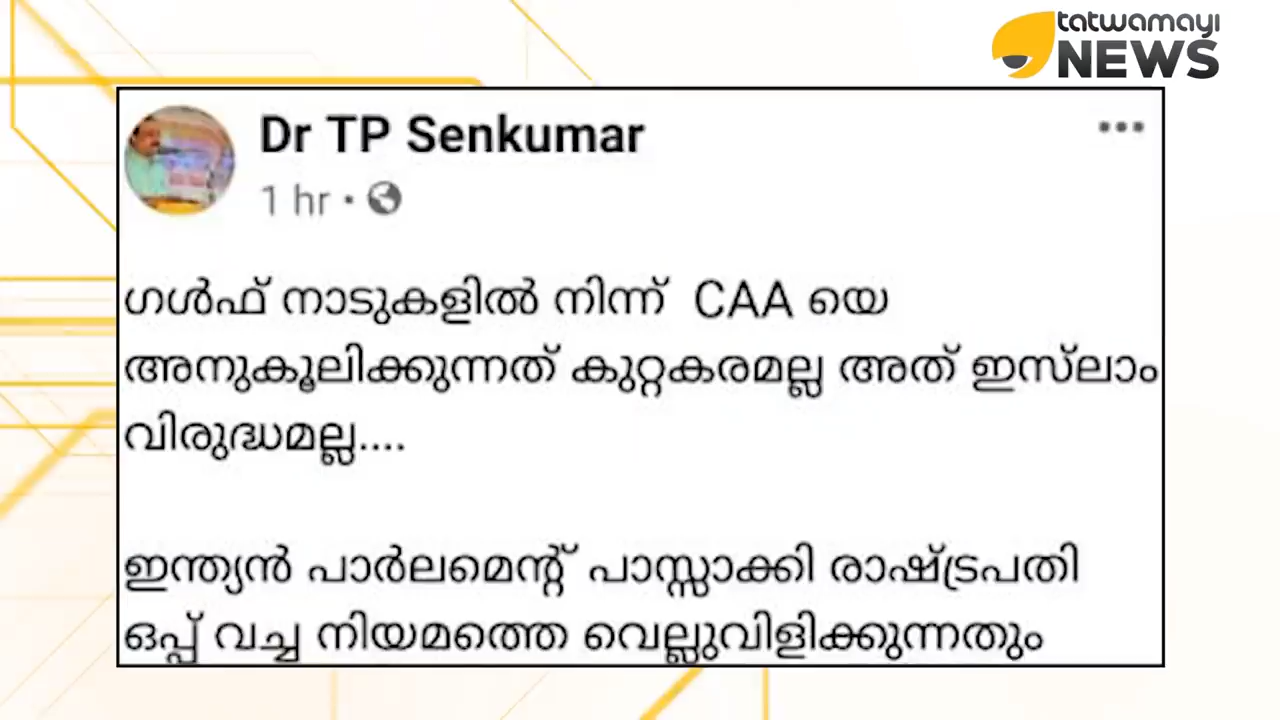 tatwamayi
NEWS
Dr TP Senkumar
1 hr ·
ഗൾഫ് നാടുകളിൽ നിന്ന് CAA യെ
അനുകൂലിക്കുന്നത് കുറ്റകരമല്ല അത് ഇസ്‌ലാം
വിരുദ്ധമല്ല....
ഇന്ത്യൻ പാർലമെന്റ് പാസ്സാക്കി രാഷ്ട്രപതി
ഒപ്പ് വച്ച നിയമത്തെ വെല്ലുവിളിക്കുന്നതും